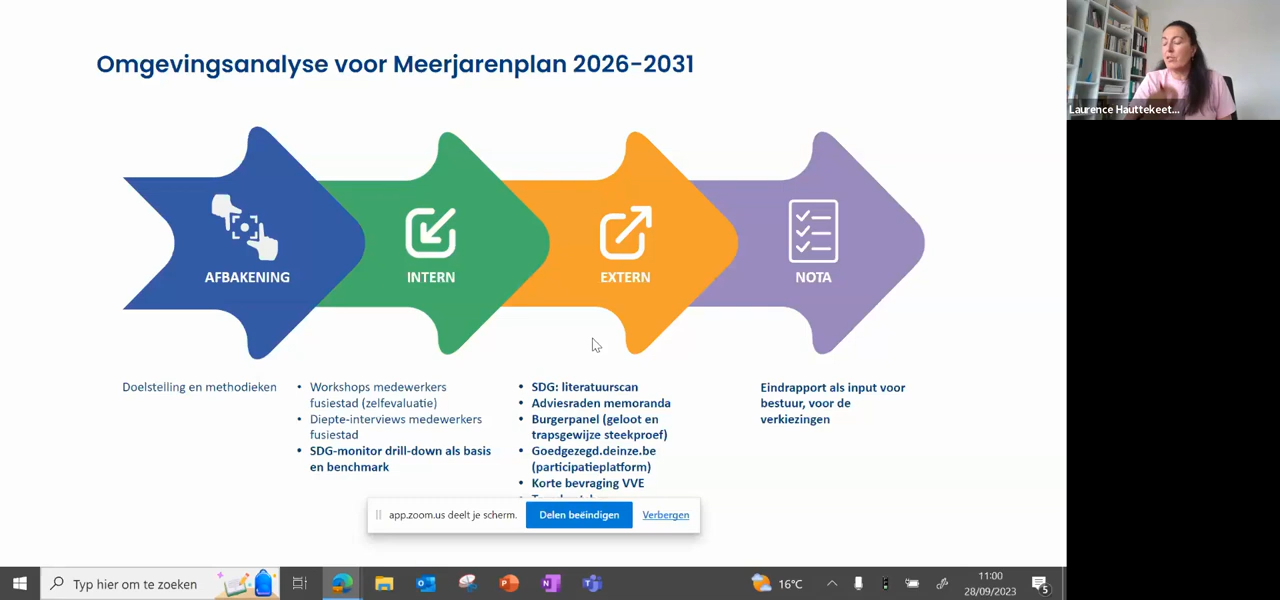 Omgevingsanalyse voor Meerjarenplan 2026-2031
Laurence Hauttekeet...
AFBAKENING
INTERN
EXTERN
NOTA
Doelstelling en methodieken
• Workshops medewerkers
fusiestad (zelfevaluatie)
• Diepte-interviews medewerkers
fusiestad
• SDG-monitor drill-down als basis
en benchmark
• SDG: literatuurscan
• Adviesraden memoranda
• Burgerpanel (geloot en
trapsgewijze steekproef)
• Goedgezegd.deinze.be
(participatieplatform)
• Korte bevraging VVE
Eindrapport als input voor
bestuur, voor de
verkiezingen
app.zoom.us deelt je scherm.
Delen beëindigen
Verbergen
Typ hier om te zoeken
16°C
11:00
28/09/2023
5